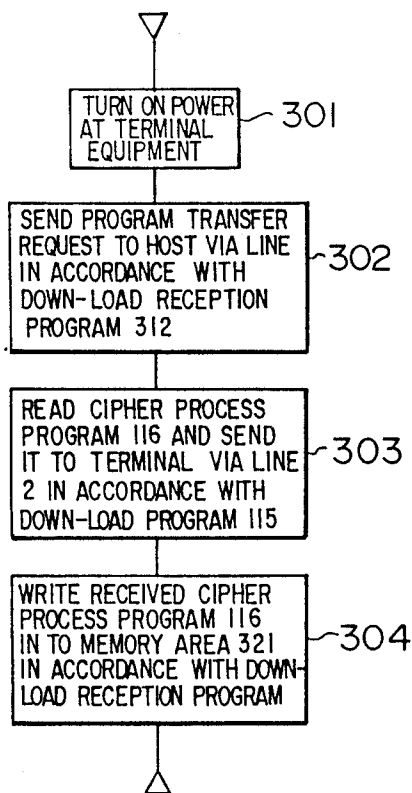 TURN ON POWER
AT TERMINAL
EQUIPMENT
301
SEND PROGRAM TRANSFER
REQUEST TO HOST VIA LINE
IN ACCORDANCE WITH
DOWN-LOAD RECEPTION
PROGRAM 312
302
READ CIPHER PROCESS
PROGRAM 116 AND SEND
IT TO TERMINAL VIA LINE
2 IN ACCORDANCE WITH
DOWN-LOAD PROGRAM 115
303
WRITE RECEIVED CIPHER
PROCESS PROGRAM 116
IN TO MEMORY AREA 321
IN ACCORDANCE WITH DOWN-
LOAD RECEPTION PROGRAM
304